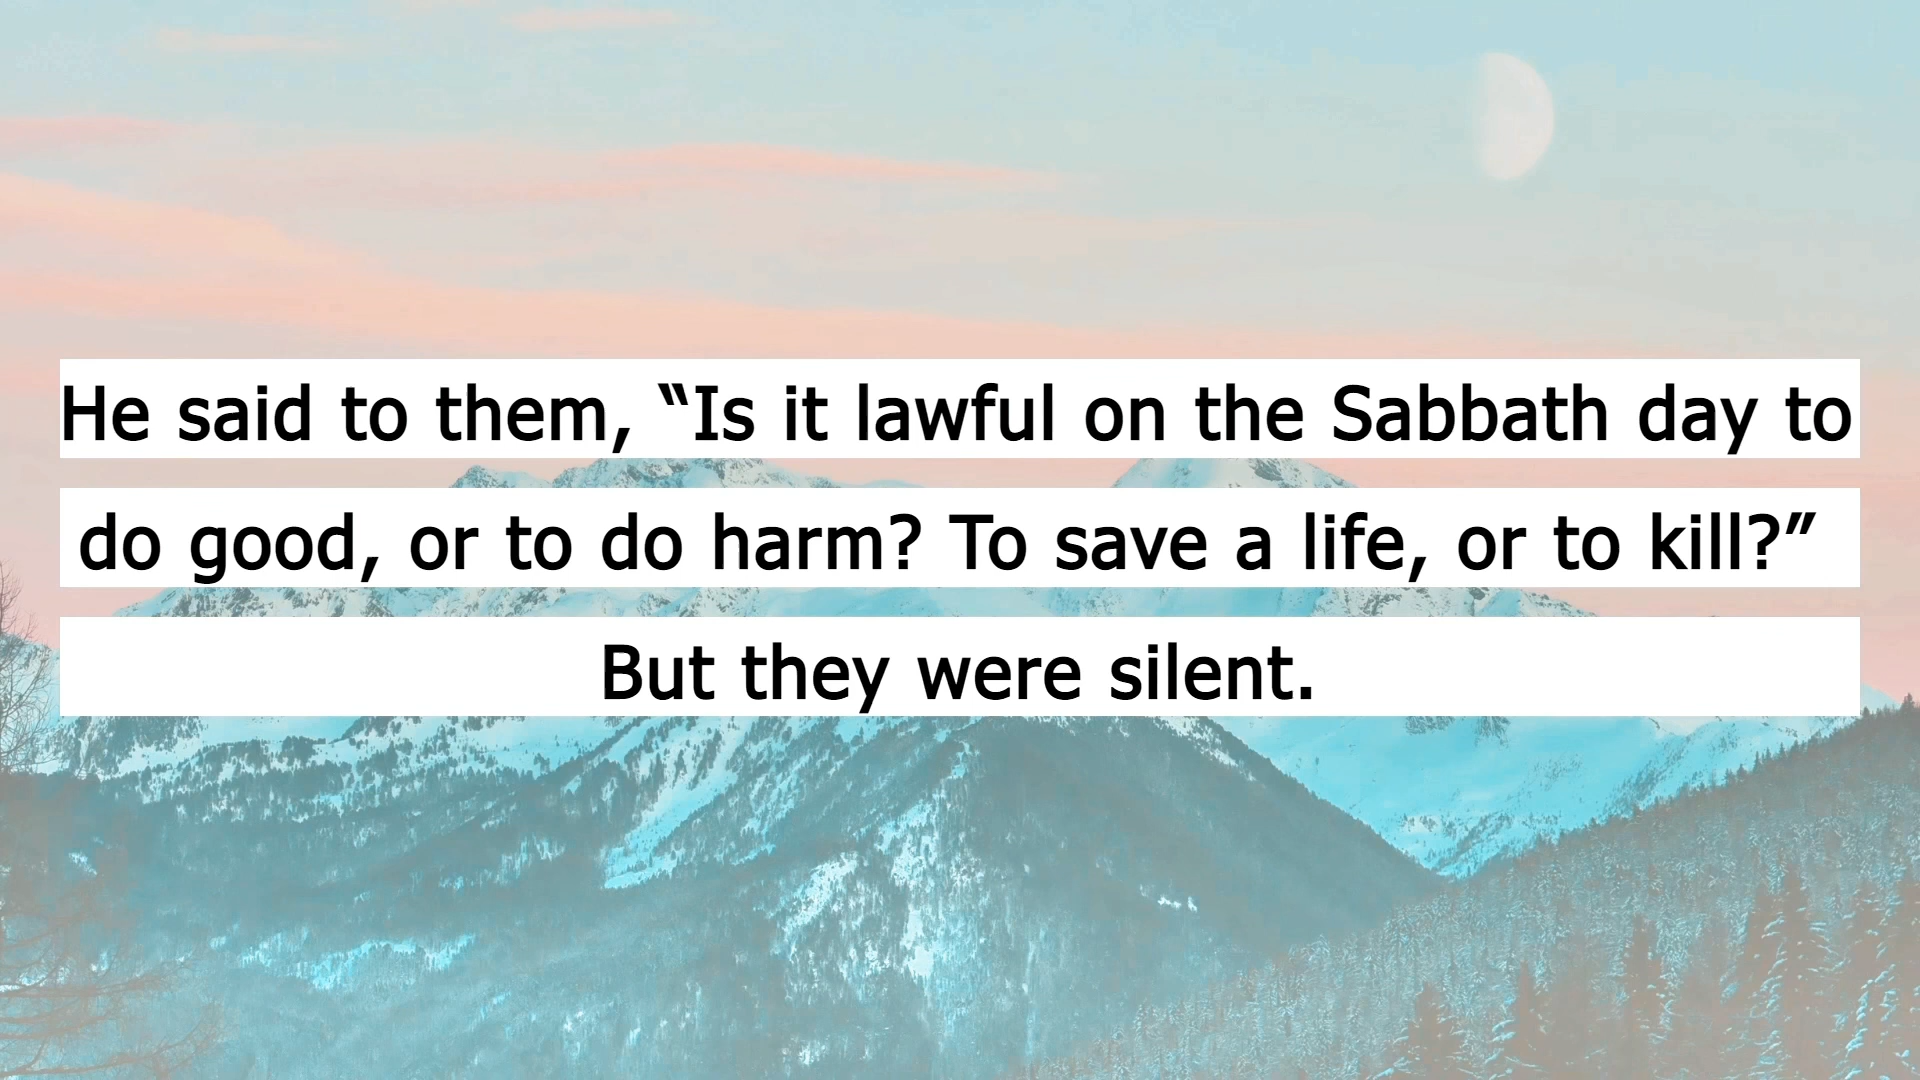 He said to them, “Is it lawful on the Sabbath day to
do good, or to do harm? To save a life, or to kill?”
But they were silent.